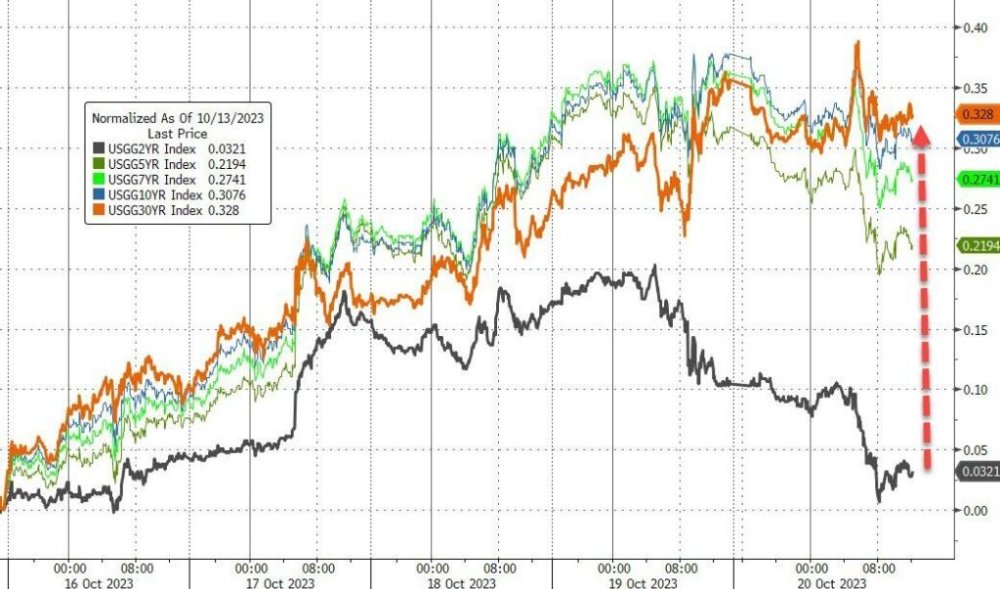 Normalized As Of 10/13/2023
Last Price
USGG2YR Index 0.0321
USGG5YR Index 0.2194
USGG7YR Index 0.2741
USGG10YR Index 0.3076
USGG30YR Index 0.328
0.40
0.35
0.328
0.3076
0.30
0.2741
0.25
0.2194
0.20
0.15
0.10
0.05
0.0321
0.00
00:00 08:00 00:00 08:00 00:00 08:00 00:00 08:00 00:00 08:00
16 Oct 2023 17 Oct 2023 18 Oct 2023 19 Oct 2023 20 Oct 2023